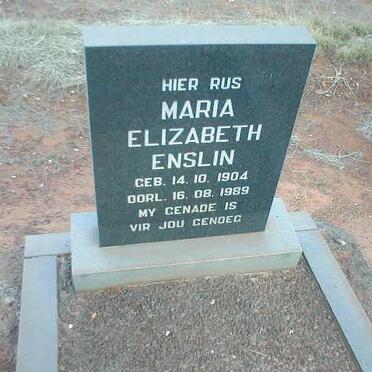 HIER RUS
MARIA
ELIZABETH
ENSLIN
GEB. 14. 10. 1904
OORL. 16. 08. 1989
MY GENADE IS
VIR JOU GENOEG